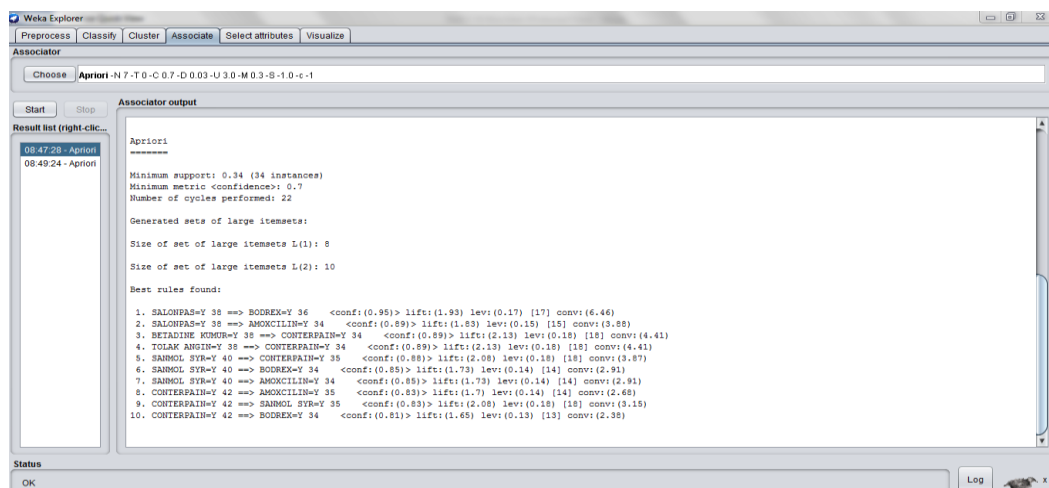 Weka Explorer
Preprocess Classify Cluster Associate Select attributes Visualize
Associator
Choose Apriori -N 7 -T 0 -C 0.7 -D 0.03 -U 3.0 -M 0.3 -S -1.0 -c -1
Start Stop
Associator output
Result list (right-clic...
08:47:28 - Apriori
08:49:24 - Apriori
Apriori
=======
Minimum support: 0.34 (34 instances)
Minimum metric <confidence>: 0.7
Number of cycles performed: 22
Generated sets of large itemsets:
Size of set of large itemsets L(1): 8
Size of set of large itemsets L(2): 10
Best rules found:
1. SALONPAS=Y 38 ==> BODREX=Y 36 <conf:(0.95)> lift:(1.93) lev:(0.17) [17] conv:(6.46)
2. SALONPAS=Y 38 ==> AMOXCILIN=Y 34 <conf:(0.89)> lift:(1.83) lev:(0.15) [15] conv:(3.88)
3. BETADINE KUMUR=Y 38 ==> CONTERPAIN=Y 34 <conf:(0.89)> lift:(2.13) lev:(0.18) [18] conv:(4.41)
4. TOLAK ANGIN=Y 38 ==> CONTERPAIN=Y 34 <conf:(0.89)> lift:(2.13) lev:(0.18) [18] conv:(4.41)
5. SANMOL SYR=Y 40 ==> CONTERPAIN=Y 35 <conf:(0.88)> lift:(2.08) lev:(0.18) [18] conv:(3.87)
6. SANMOL SYR=Y 40 ==> BODREX=Y 34 <conf:(0.85)> lift:(1.73) lev:(0.14) [14] conv:(2.91)
7. SANMOL SYR=Y 40 ==> AMOXCILIN=Y 34 <conf:(0.85)> lift:(1.73) lev:(0.14) [14] conv:(2.91)
8. CONTERPAIN=Y 42 ==> AMOXCILIN=Y 35 <conf:(0.83)> lift:(1.7) lev:(0.14) [14] conv:(2.68)
9. CONTERPAIN=Y 42 ==> SANMOL SYR=Y 35 <conf:(0.83)> lift:(2.08) lev:(0.18) [18] conv:(3.15)
10. CONTERPAIN=Y 42 ==> BODREX=Y 34 <conf:(0.81)> lift:(1.65) lev:(0.13) [13] conv:(2.38)
Status
OK
Log
x